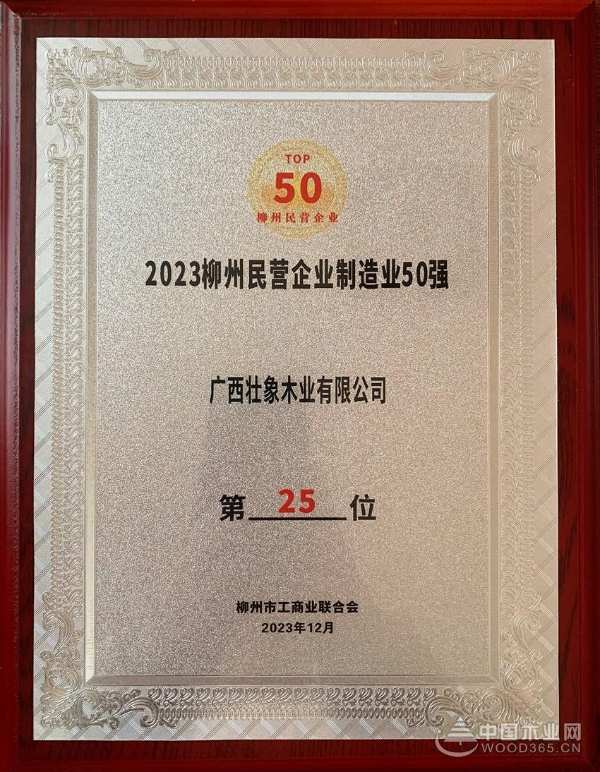 TOP
50
柳州民营企业
2023柳州民营企业制造业50强
广西壮象木业有限公司
第 25 位
柳州市工商业联合会
2023年12月
中国木业网
WOOD365.CN